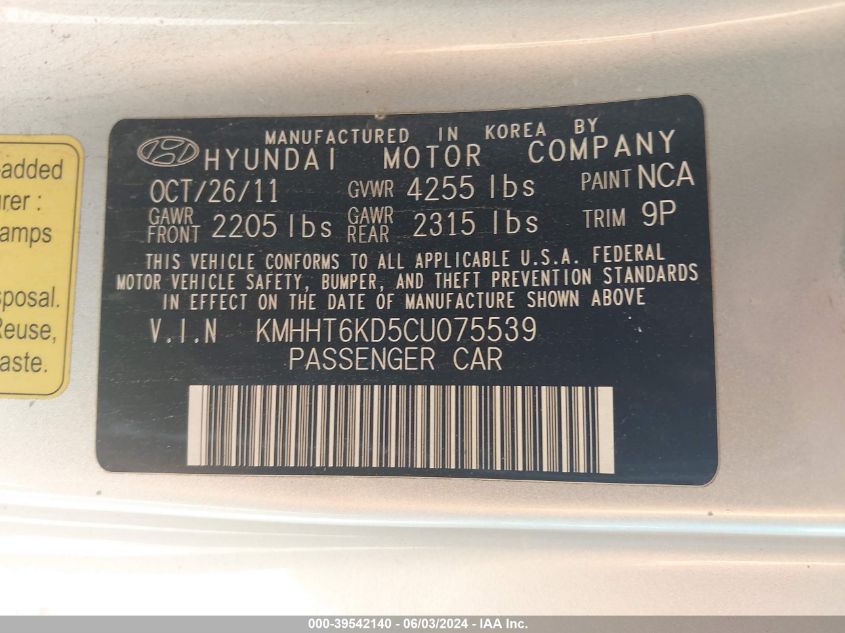 MANUFACTURED IN KOREA BY
HYUNDAI MOTOR COMPANY
OCT/26/11 GVWR 4255 lbs PAINT NCA
GAWR FRONT 2205 lbs GAWR REAR 2315 lbs TRIM 9P
THIS VEHICLE CONFORMS TO ALL APPLICABLE U.S.A. FEDERAL
MOTOR VEHICLE SAFETY, BUMPER, AND THEFT PREVENTION STANDARDS
IN EFFECT ON THE DATE OF MANUFACTURE SHOWN ABOVE
V.I.N KMHHT6KD5CU075539
PASSENGER CAR
-added
rer :
amps
sposal.
Reuse,
aste.
000-39542140 - 06/03/2024 - IAA Inc.